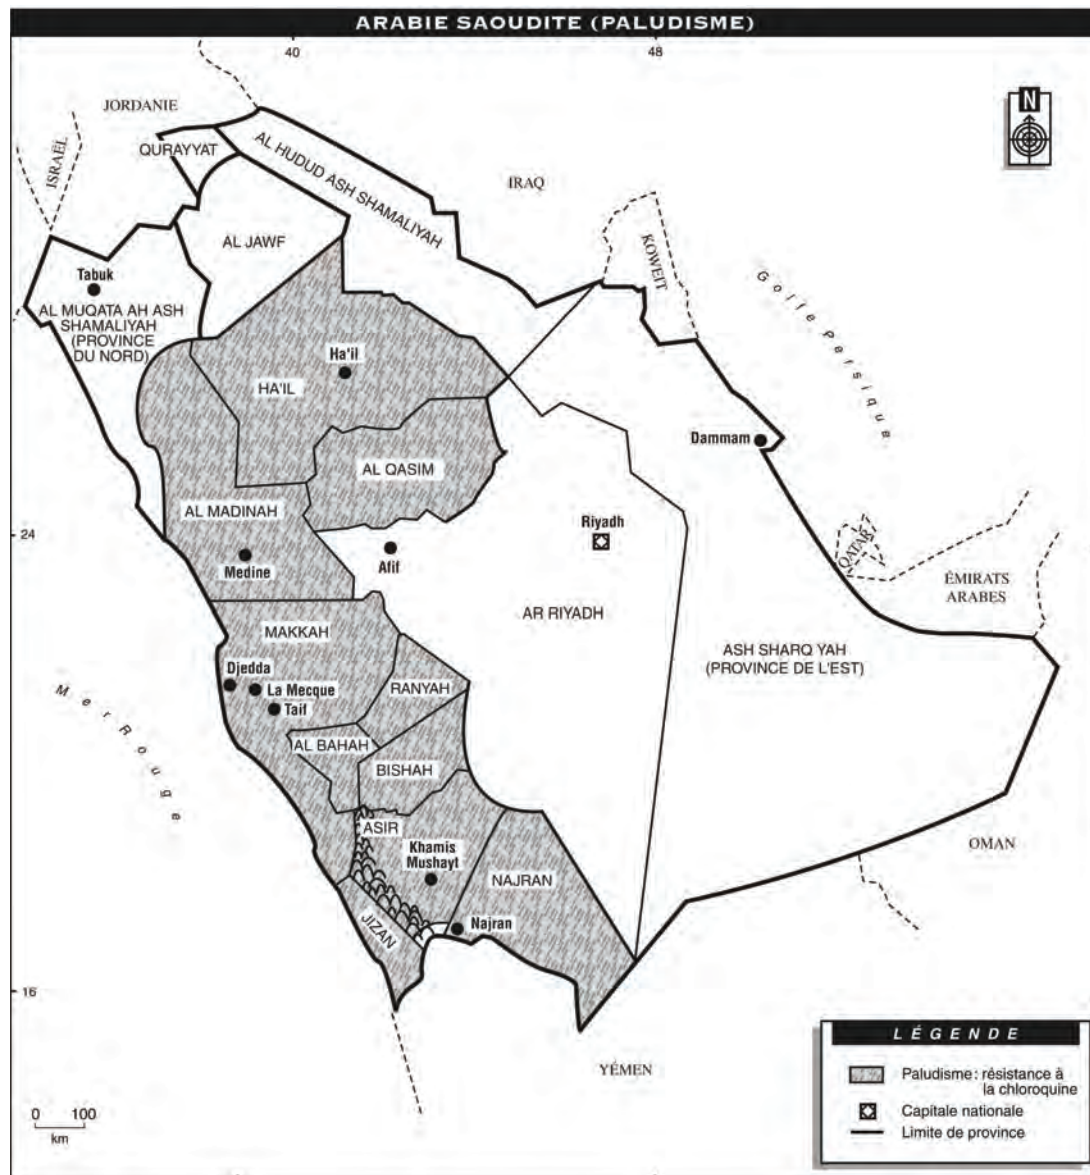 ARABIE SAOUDITE (PALUDISME)
40
48
N
JORDANIE
ISRAËL
QURAYYAT
AL HUDUD ASH SHAMALIYAH
IRAQ
KOWEIT
Golfe Persique
AL JAWF
Tabuk
AL MUQATA AH ASH
SHAMALIYAH
(PROVINCE
DU NORD)
Ha'il
HA'IL
Dammam
AL QASIM
AL MADINAH
24
Medine
Afif
Riyadh
QATAR
ÉMIRATS
ARABES
AR RIYADH
MAKKAH
ASH SHARQ YAH
(PROVINCE DE L'EST)
Djedda
La Mecque
Taif
RANYAH
Mer Rouge
AL BAHAH
BISHAH
ASIR
Khamis
Mushayt
NAJRAN
OMAN
Najran
JIZAN
16
YÉMEN
LÉGENDE
Paludisme : résistance à
la chloroquine
Capitale nationale
Limite de province
0 100
km